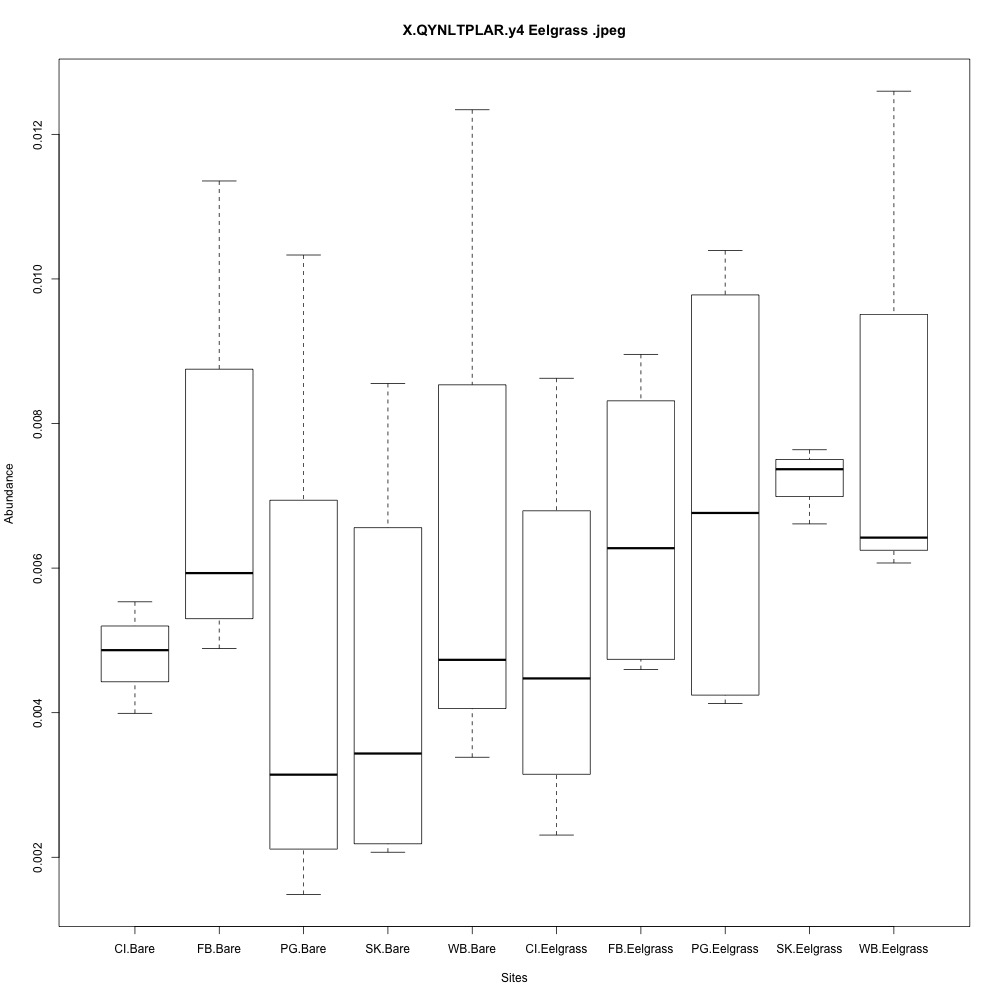 X.QYNLTPLAR.y4 Eelgrass .jpeg
0.012
0.010
0.008
0.006
0.004
0.002
Abundance
CI.Bare FB.Bare PG.Bare SK.Bare WB.Bare CI.Eelgrass FB.Eelgrass PG.Eelgrass SK.Eelgrass WB.Eelgrass
Sites